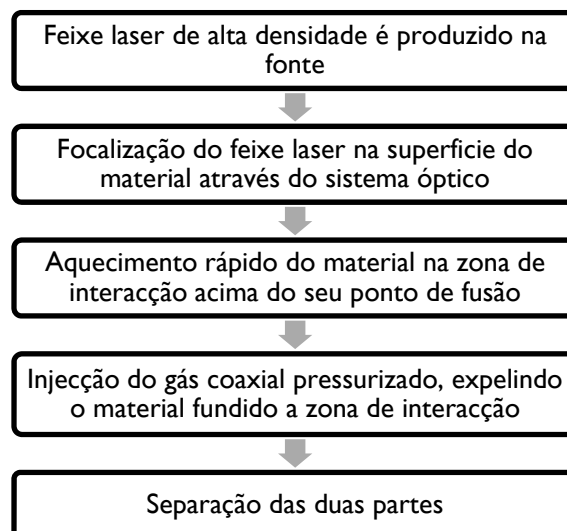 Feixe laser de alta densidade é produzido na
fonte
Focalização do feixe laser na superficie do
material através do sistema óptico
Aquecimento rápido do material na zona de
interacção acima do seu ponto de fusão
Injecção do gás coaxial pressurizado, expelindo
o material fundido a zona de interacção
Separação das duas partes